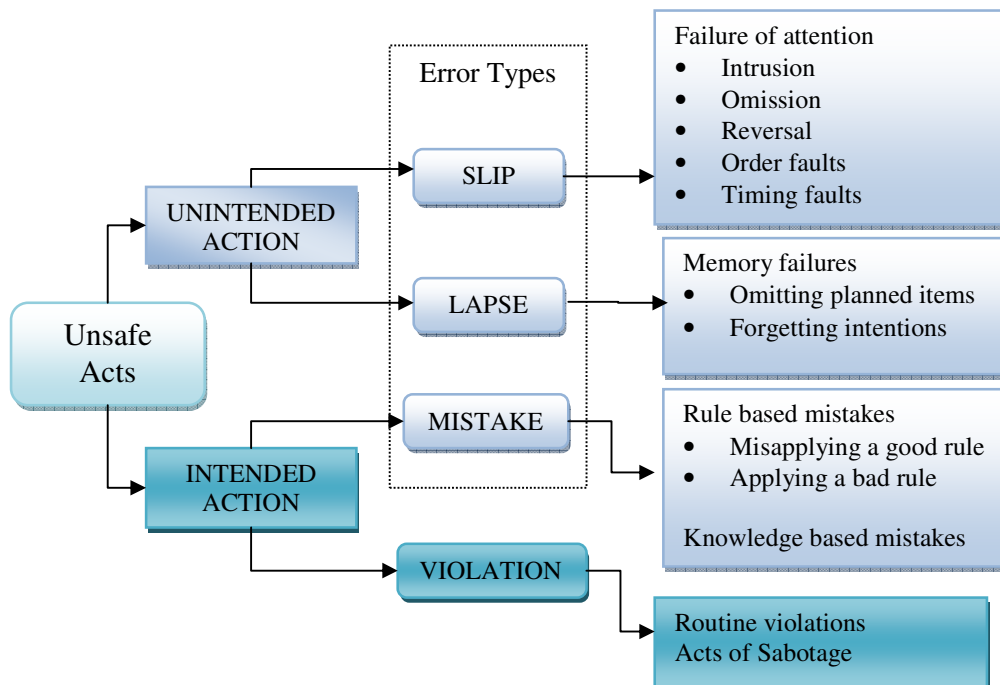 Unsafe
Acts
UNINTENDED
ACTION
INTENDED
ACTION
Error Types
SLIP
LAPSE
MISTAKE
VIOLATION
Failure of attention
• Intrusion
• Omission
• Reversal
• Order faults
• Timing faults
Memory failures
• Omitting planned items
• Forgetting intentions
Rule based mistakes
• Misapplying a good rule
• Applying a bad rule
Knowledge based mistakes
Routine violations
Acts of Sabotage